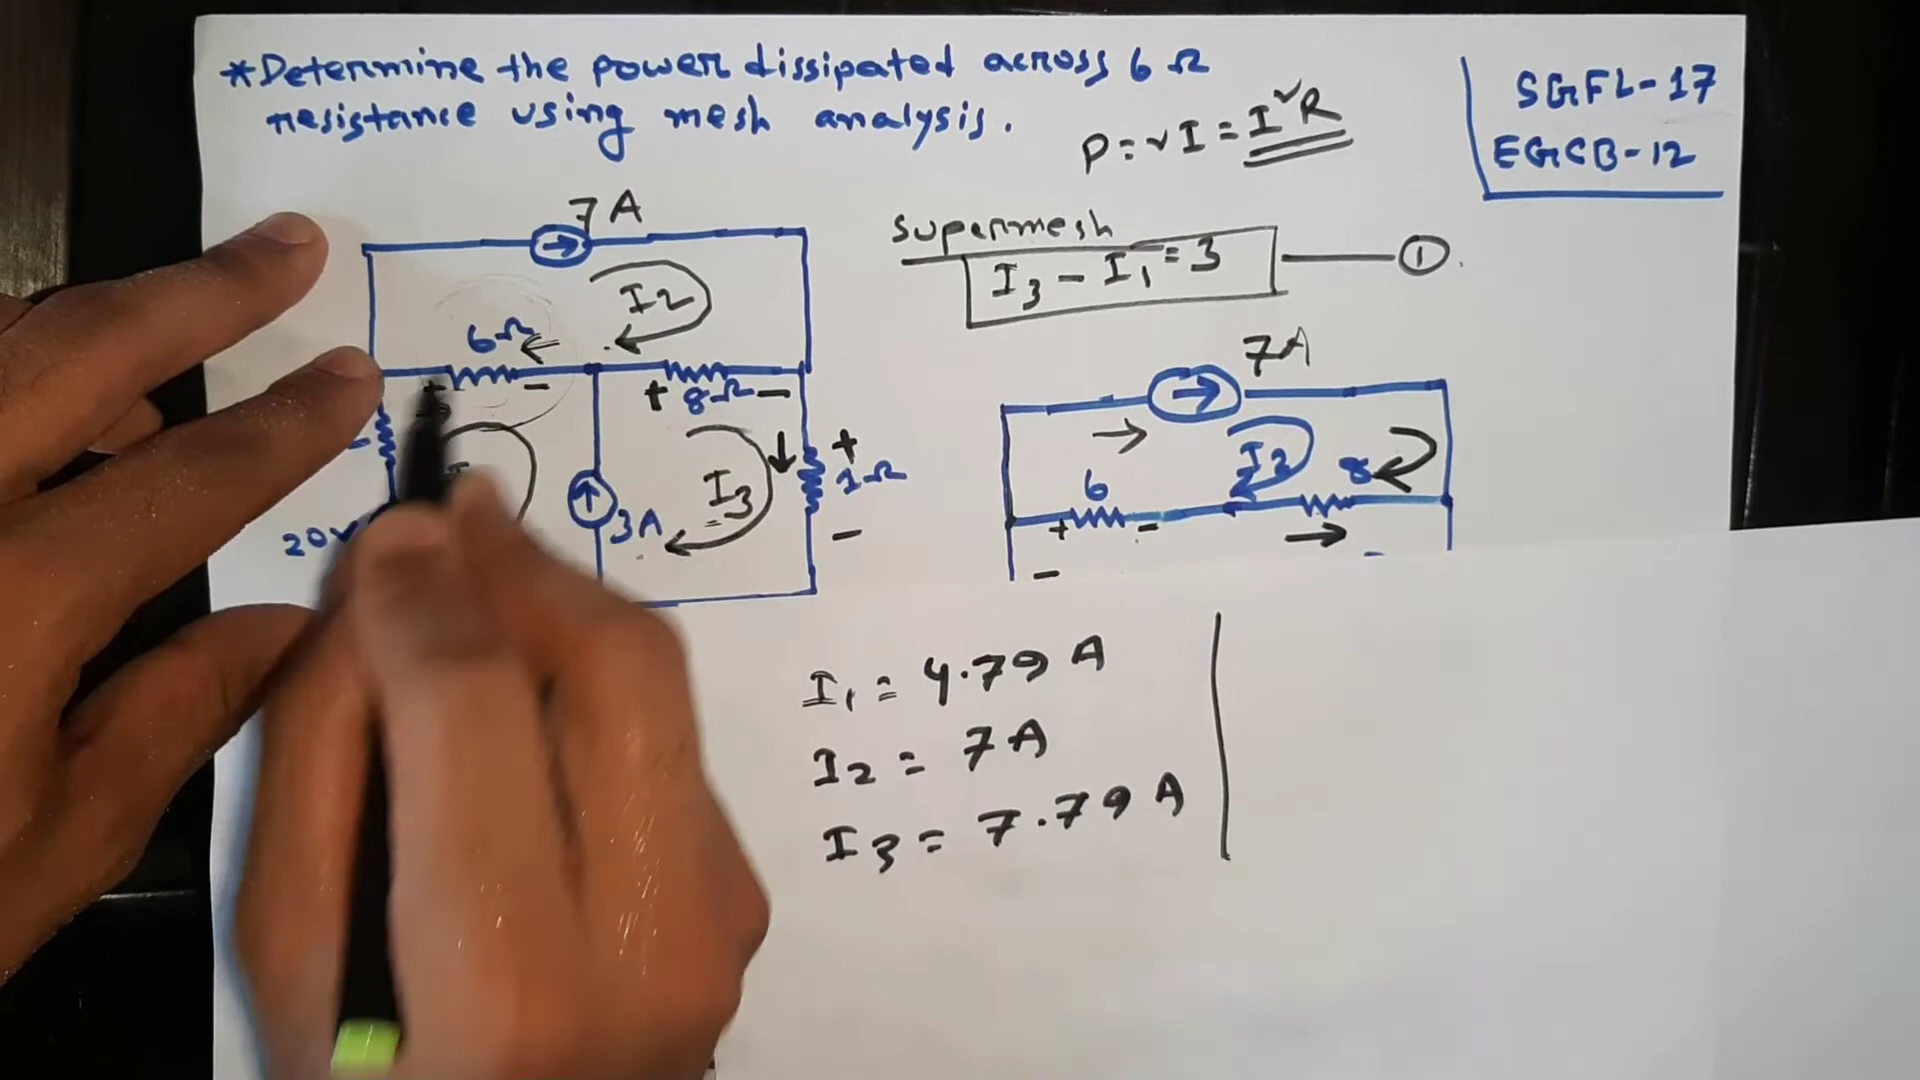 *Determine the power dissipated across 6 Ω
resistance using mesh analysis.
P = VI = I²R
SGFL-17
EGCB-12
7 A
I2
6Ω
+ -
+ 8Ω -
+
1Ω
-
I3
3A
20V
supermesh
I3 - I1 = 3 ①.
7A
I2
6
8
+ -
-
I1 = 4.79 A
I2 = 7A
I3 = 7.79 A